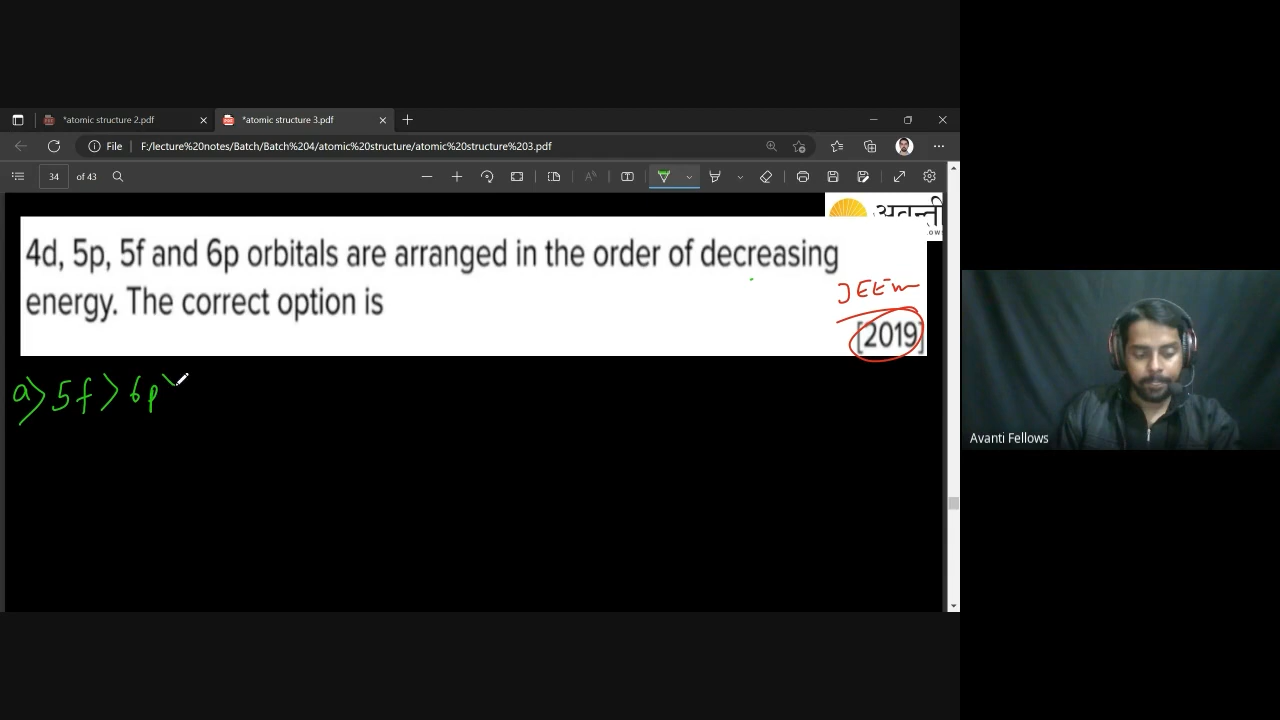 *atomic structure 2.pdf
*atomic structure 3.pdf
File
F:/lecture%20notes/Batch/Batch%204/atomic%20structure/atomic%20structure%203.pdf
34 of 43
अवन्ती
4d, 5p, 5f and 6p orbitals are arranged in the order of decreasing
energy. The correct option is
JEEm
[2019]
a> 5f > 6p
Avanti Fellows